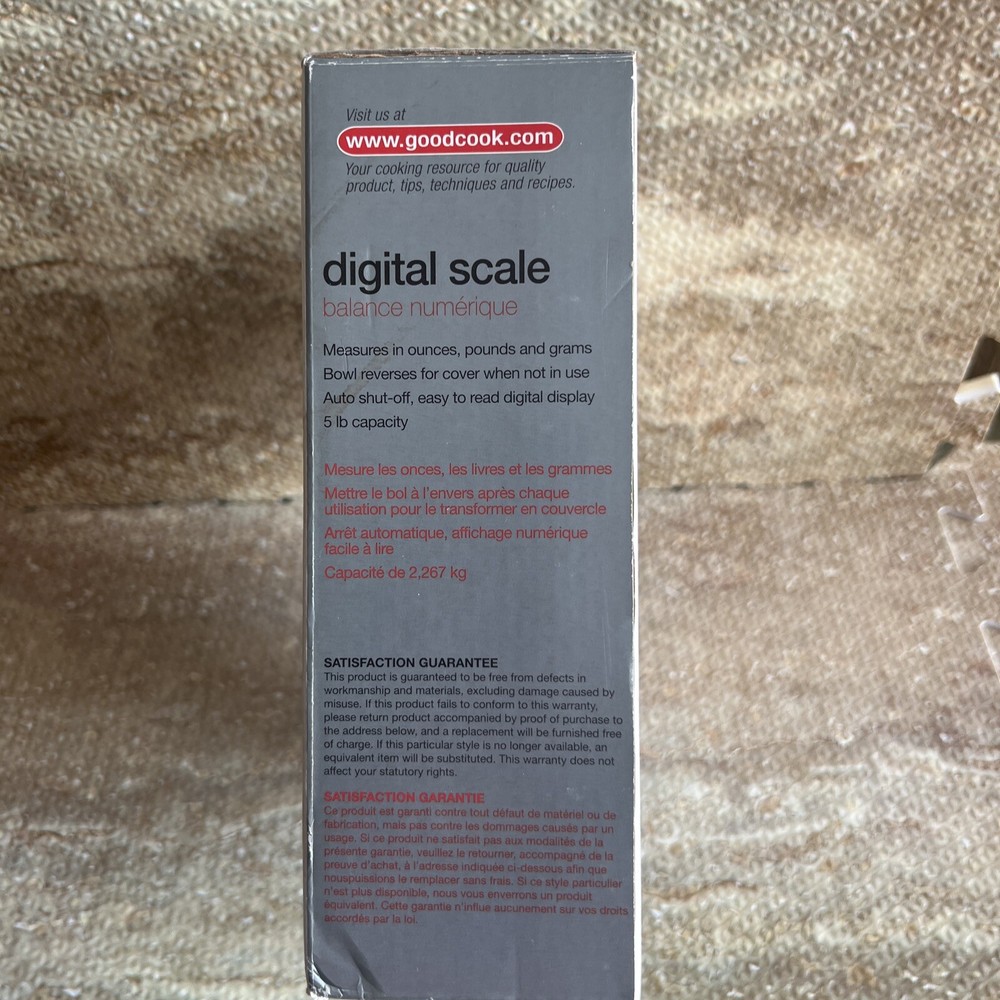 Visit us at
www.goodcook.com
Your cooking resource for quality
product, tips, techniques and recipes.
digital scale
balance numérique
Measures in ounces, pounds and grams
Bowl reverses for cover when not in use
Auto shut-off, easy to read digital display
5 lb capacity
Mesure les onces, les livres et les grammes
Mettre le bol à l'envers après chaque
utilisation pour le transformer en couvercle
Arrêt automatique, affichage numérique
facile à lire
Capacité de 2,267 kg
SATISFACTION GUARANTEE
This product is guaranteed to be free from defects in
workmanship and materials, excluding damage caused by
misuse. If this product fails to conform to this warranty,
please return product accompanied by proof of purchase to
the address below, and a replacement will be furnished free
of charge. If this particular style is no longer available, an
equivalent item will be substituted. This warranty does not
affect your statutory rights.
SATISFACTION GARANTIE
Ce produit est garanti contre tout défaut de matériel ou de
fabrication, mais pas contre les dommages causés par un
usage. Si ce produit ne satisfait pas aux modalités de la
présente garantie, veuillez le retourner, accompagné de la
preuve d'achat, à l'adresse indiquée ci-dessous afin que
nouspuissions le remplacer sans frais. Si ce style particulier
n'est plus disponible, nous vous enverrons un produit
équivalent. Cette garantie n'influe aucunement sur vos droits
accordés par la loi.